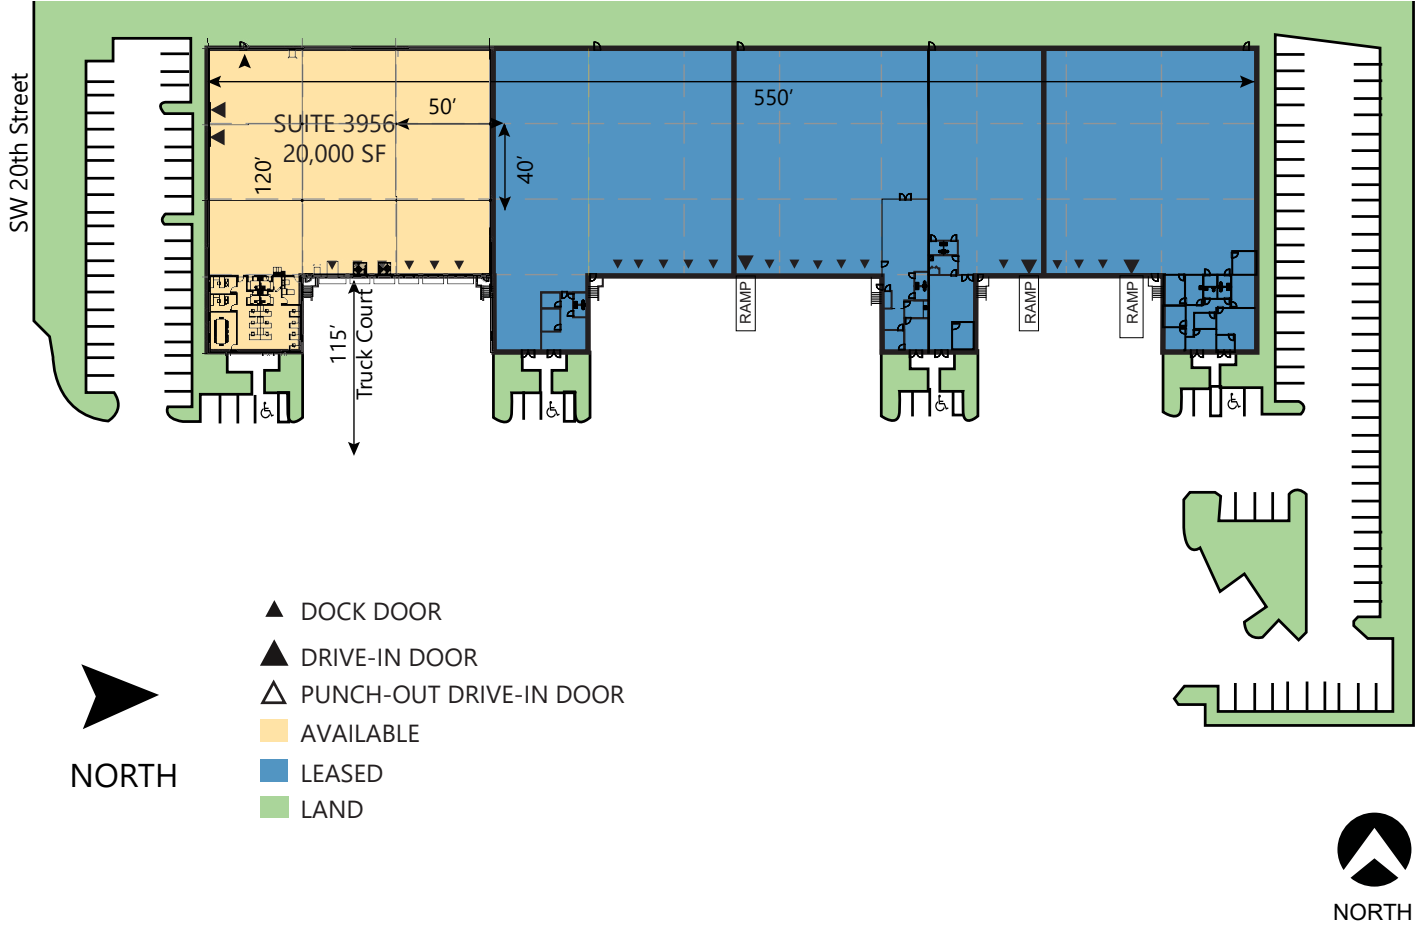 SW 20th Street
550’
50’
SUITE 3956
20,000 SF
120’
40’
115’
Truck Court
RAMP
RAMP
RAMP
DOCK DOOR
DRIVE-IN DOOR
PUNCH-OUT DRIVE-IN DOOR
AVAILABLE
LEASED
LAND
NORTH
NORTH